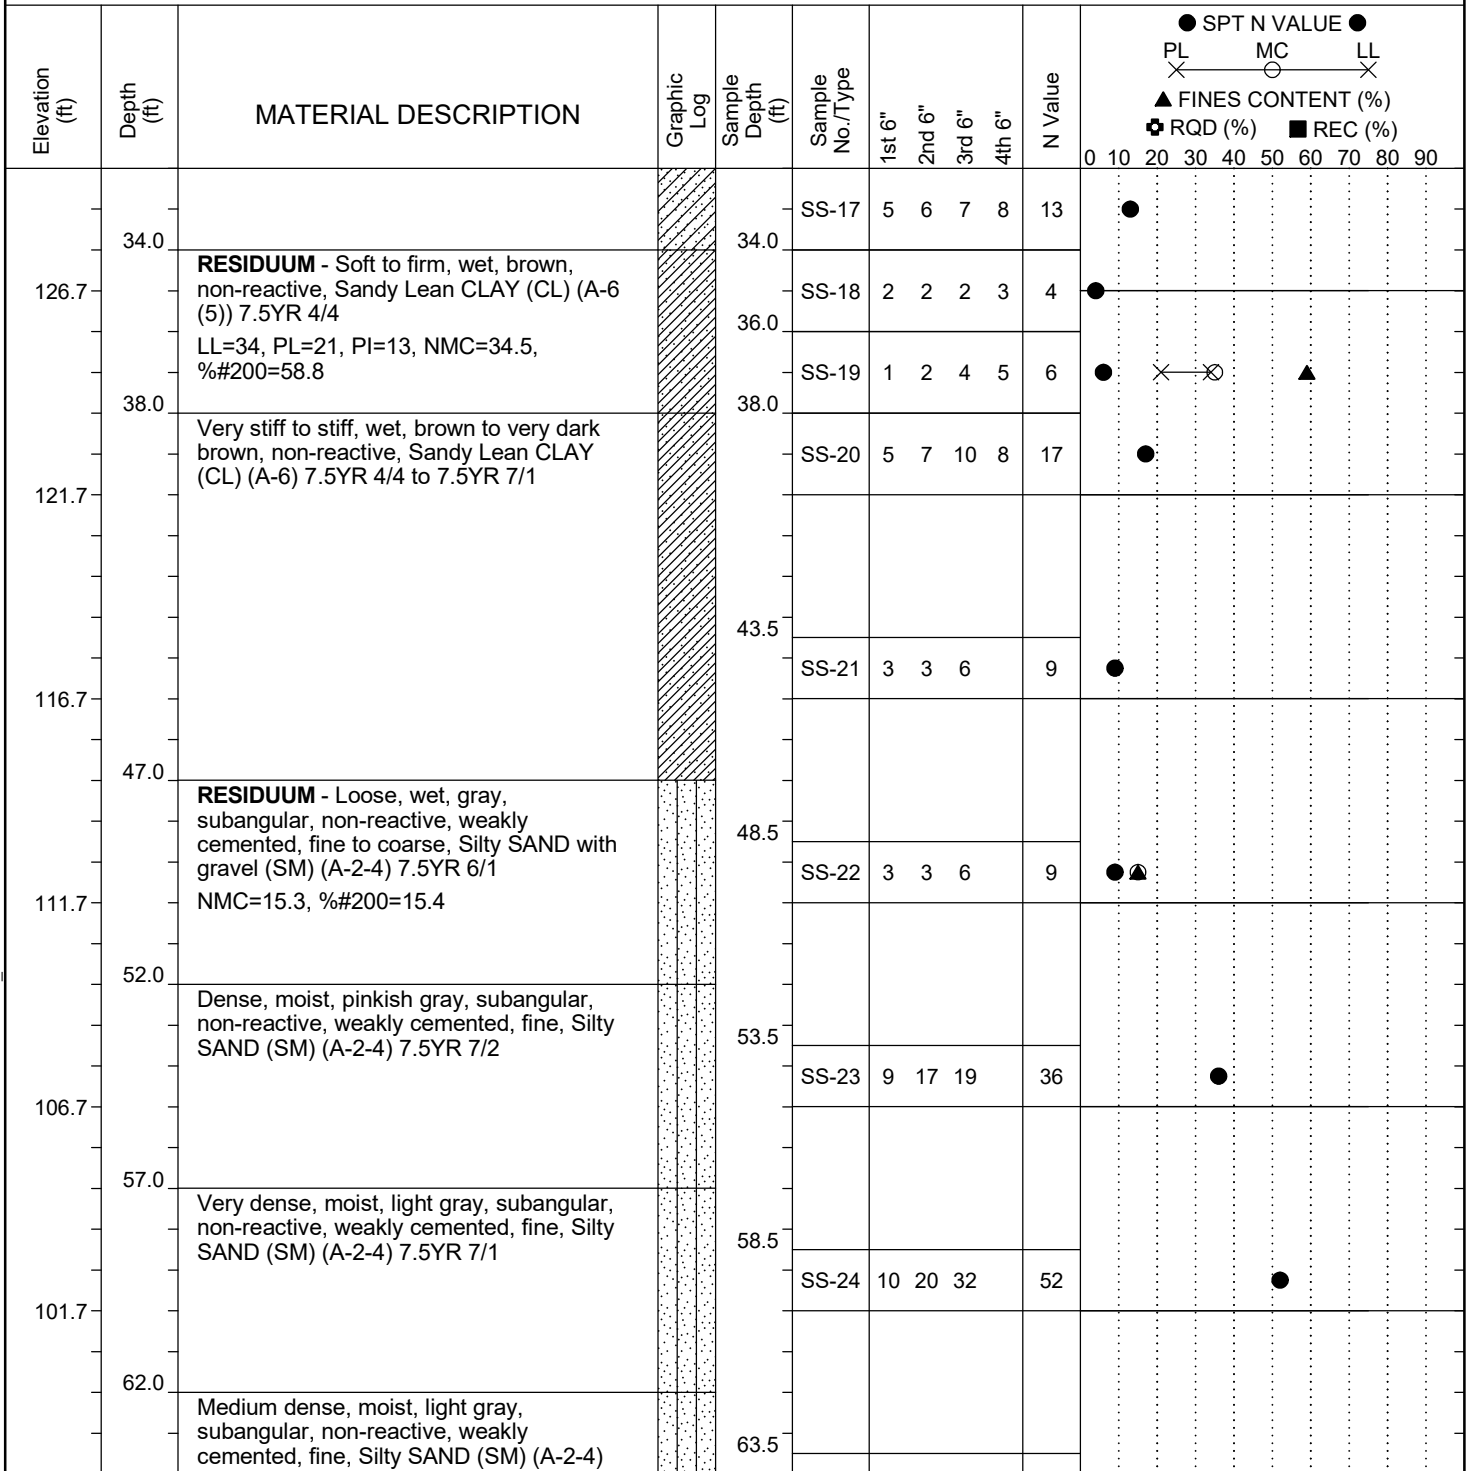 ● SPT N VALUE ●
PL MC LL
▲ FINES CONTENT (%)
RQD (%) ■ REC (%)
Elevation (ft)
Depth (ft)
MATERIAL DESCRIPTION
Graphic Log
Sample Depth (ft)
Sample No./Type
1st 6"
2nd 6"
3rd 6"
4th 6"
N Value
0 10 20 30 40 50 60 70 80 90
SS-17 5 6 7 8 13
34.0 34.0
RESIDUUM - Soft to firm, wet, brown,
126.7 non-reactive, Sandy Lean CLAY (CL) (A-6 SS-18 2 2 2 3 4
(5)) 7.5YR 4/4
36.0
LL=34, PL=21, PI=13, NMC=34.5,
%#200=58.8 SS-19 1 2 4 5 6
38.0 38.0
Very stiff to stiff, wet, brown to very dark
brown, non-reactive, Sandy Lean CLAY SS-20 5 7 10 8 17
(CL) (A-6) 7.5YR 4/4 to 7.5YR 7/1
121.7
43.5
SS-21 3 3 6 9
116.7
47.0
RESIDUUM - Loose, wet, gray,
subangular, non-reactive, weakly
48.5
cemented, fine to coarse, Silty SAND with
gravel (SM) (A-2-4) 7.5YR 6/1 SS-22 3 3 6 9
111.7 NMC=15.3, %#200=15.4
52.0
Dense, moist, pinkish gray, subangular,
non-reactive, weakly cemented, fine, Silty
53.5
SAND (SM) (A-2-4) 7.5YR 7/2
SS-23 9 17 19 36
106.7
57.0
Very dense, moist, light gray, subangular,
non-reactive, weakly cemented, fine, Silty
58.5
SAND (SM) (A-2-4) 7.5YR 7/1
SS-24 10 20 32 52
101.7
62.0
Medium dense, moist, light gray,
subangular, non-reactive, weakly
63.5
cemented, fine, Silty SAND (SM) (A-2-4)